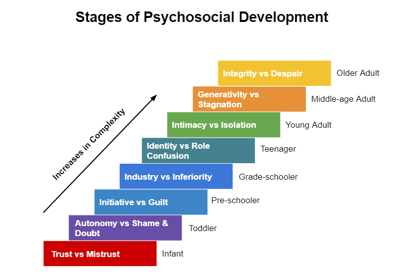 Stages of Psychosocial Development
Integrity vs Despair
Older Adult
Generativity vs
Stagnation
Middle-age Adult
Intimacy vs Isolation
Young Adult
Identity vs Role
Confusion
Teenager
Industry vs Inferiority
Grade-schooler
Initiative vs Guilt
Pre-schooler
Autonomy vs Shame &
Doubt
Toddler
Trust vs Mistrust
Infant
Increases in Complexity